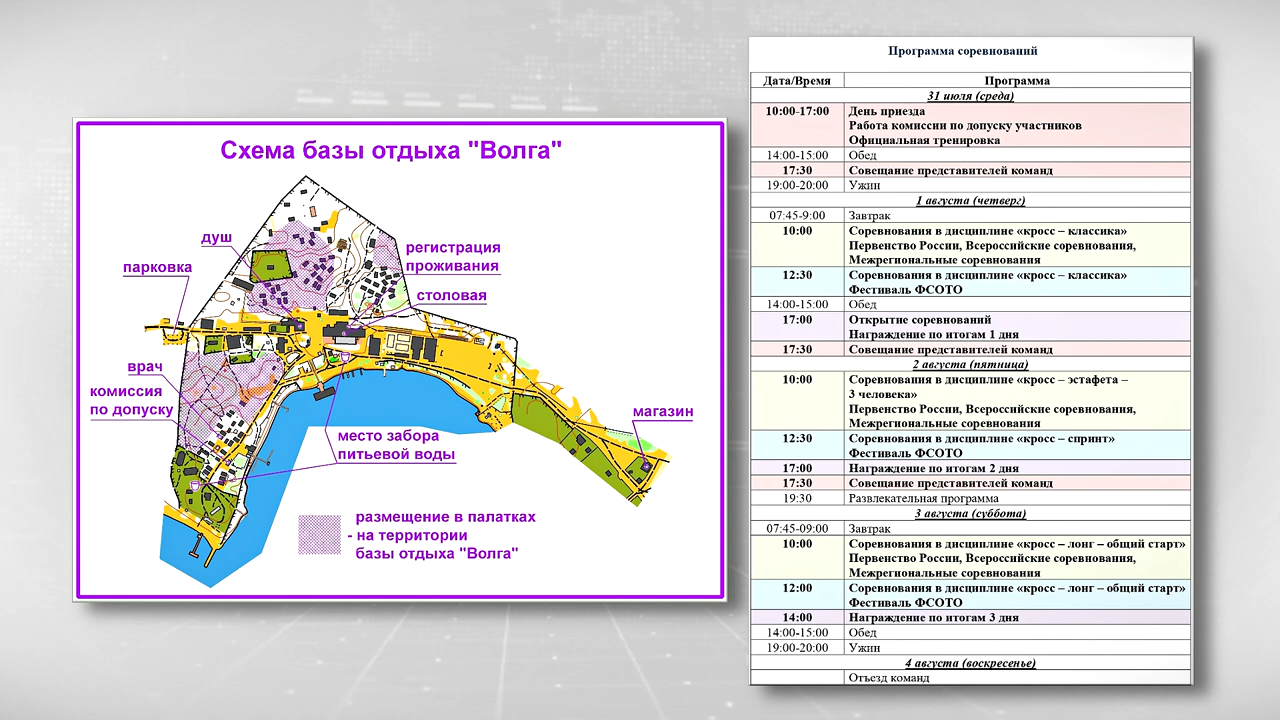 Схема базы отдыха "Волга"
душ
парковка
регистрация
проживания
столовая
врач
комиссия
по допуску
место забора
питьевой воды
магазин
размещение в палатках
- на территории
базы отдыха "Волга"
Программа соревнований
Дата/Время Программа
31 июля (среда)
10:00-17:00 День приезда
Работа комиссии по допуску участников
Официальная тренировка
14:00-15:00 Обед
17:30 Совещание представителей команд
19:00-20:00 Ужин
1 августа (четверг)
07:45-9:00 Завтрак
10:00 Соревнования в дисциплине «кросс – классика»
Первенство России, Всероссийские соревнования,
Межрегиональные соревнования
12:30 Соревнования в дисциплине «кросс – классика»
Фестиваль ФСОТО
14:00-15:00 Обед
17:00 Открытие соревнований
Награждение по итогам 1 дня
17:30 Совещание представителей команд
2 августа (пятница)
10:00 Соревнования в дисциплине «кросс – эстафета –
3 человека»
Первенство России, Всероссийские соревнования,
Межрегиональные соревнования
12:30 Соревнования в дисциплине «кросс – спринт»
Фестиваль ФСОТО
17:00 Награждение по итогам 2 дня
17:30 Совещание представителей команд
19:30 Развлекательная программа
3 августа (суббота)
07:45-09:00 Завтрак
10:00 Соревнования в дисциплине «кросс – лонг – общий старт»
Первенство России, Всероссийские соревнования,
Межрегиональные соревнования
12:00 Соревнования в дисциплине «кросс – лонг – общий старт»
Фестиваль ФСОТО
14:00 Награждение по итогам 3 дня
14:00-15:00 Обед
19:00-20:00 Ужин
4 августа (воскресенье)
Отъезд команд